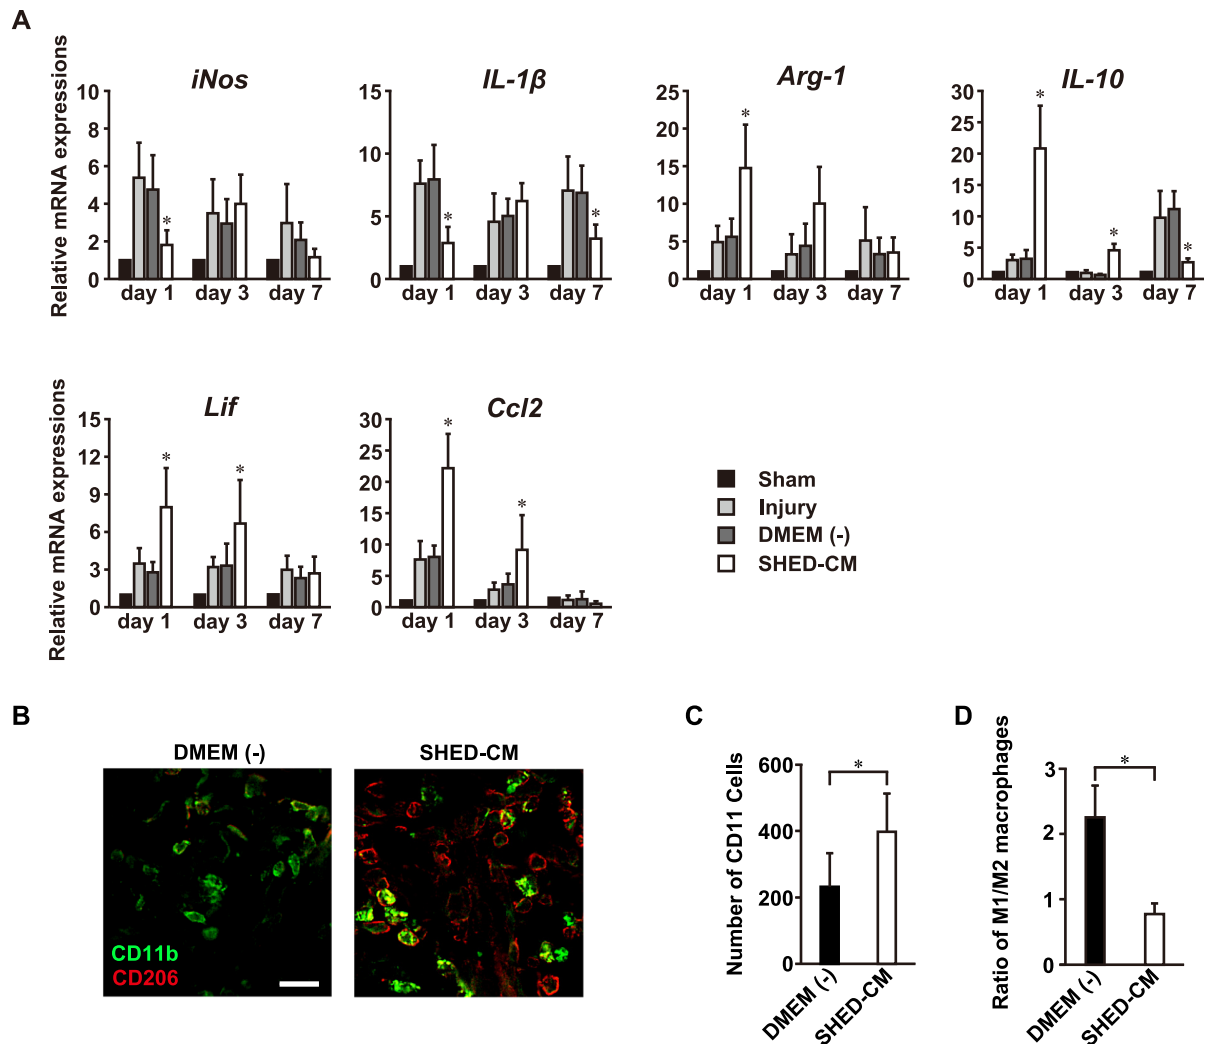 A
iNos
IL-1β
Arg-1
IL-10
Relative mRNA expressions
10
8
6
4
2
0
*
day 1 day 3 day 7
15
10
5
0
*
*
day 1 day 3 day 7
25
20
15
10
5
0
*
day 1 day 3 day 7
30
25
20
15
10
5
0
*
*
*
day 1 day 3 day 7
Lif
Ccl2
Relative mRNA expressions
15
12
9
6
3
0
*
*
day 1 day 3 day 7
30
25
20
15
10
5
0
*
*
day 1 day 3 day 7
Sham
Injury
DMEM (-)
SHED-CM
B
DMEM (-)
SHED-CM
CD11b
CD206
C
Number of CD11 Cells
600
400
200
0
*
DMEM (-)
SHED-CM
D
Ratio of M1/M2 macrophages
3
2
1
0
*
DMEM (-)
SHED-CM